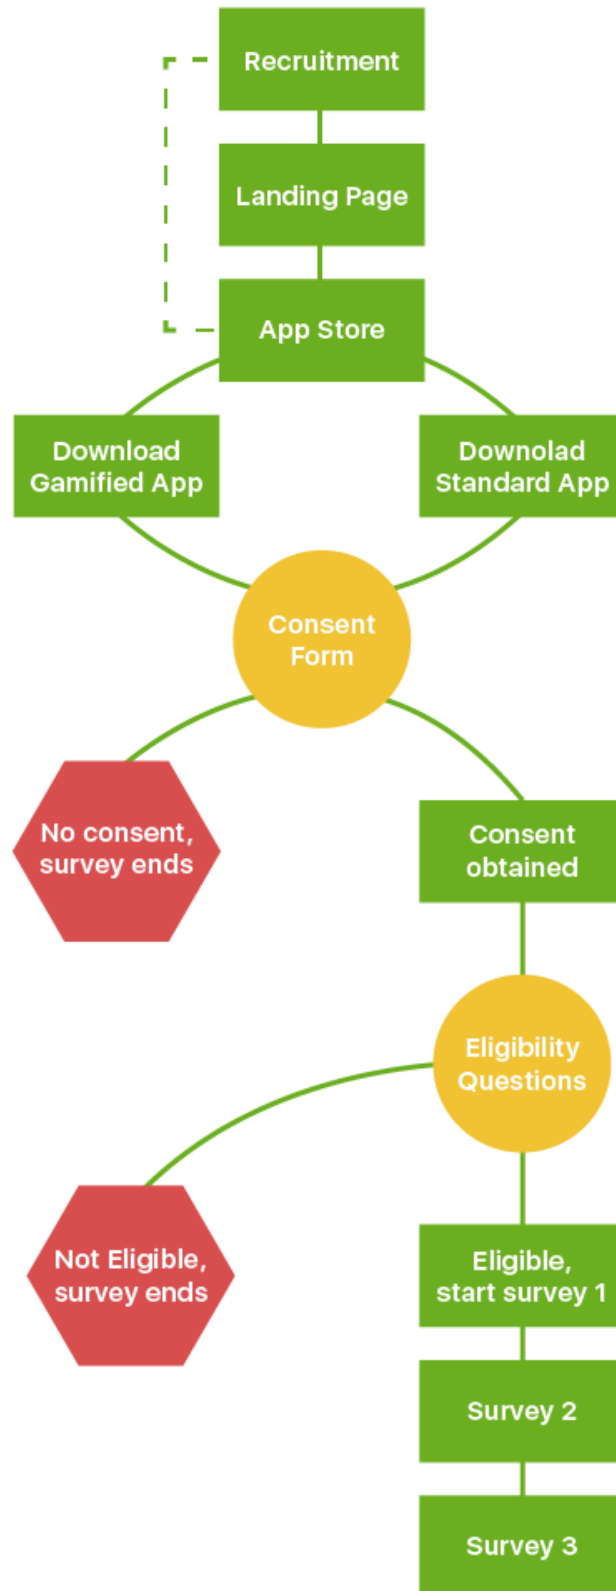 Recruitment
Landing Page
App Store
Download
Gamified App
Downolad
Standard App
Consent
Form
No consent,
survey ends
Consent
obtained
Eligibility
Questions
Not Eligible,
survey ends
Eligible,
start survey 1
Survey 2
Survey 3